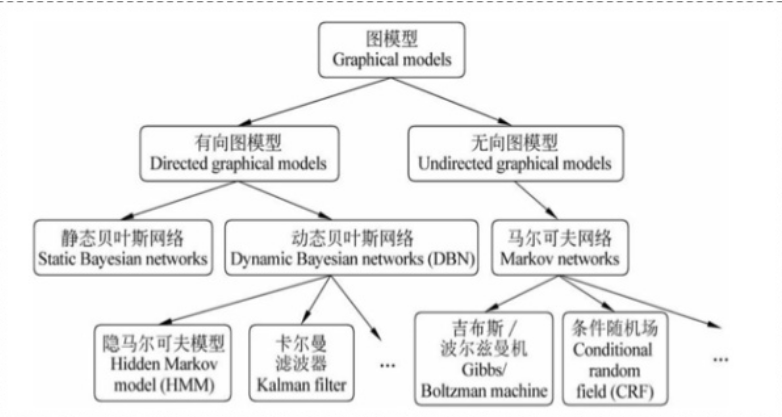 图模型
Graphical models
有向图模型
Directed graphical models
无向图模型
Undirected graphical models
静态贝叶斯网络
Static Bayesian networks
动态贝叶斯网络
Dynamic Bayesian networks (DBN)
马尔可夫网络
Markov networks
隐马尔可夫模型
Hidden Markov
model (HMM)
卡尔曼
滤波器
Kalman filter
...
吉布斯 /
波尔兹曼机
Gibbs/
Boltzman machine
条件随机场
Conditional
random
field (CRF)
...